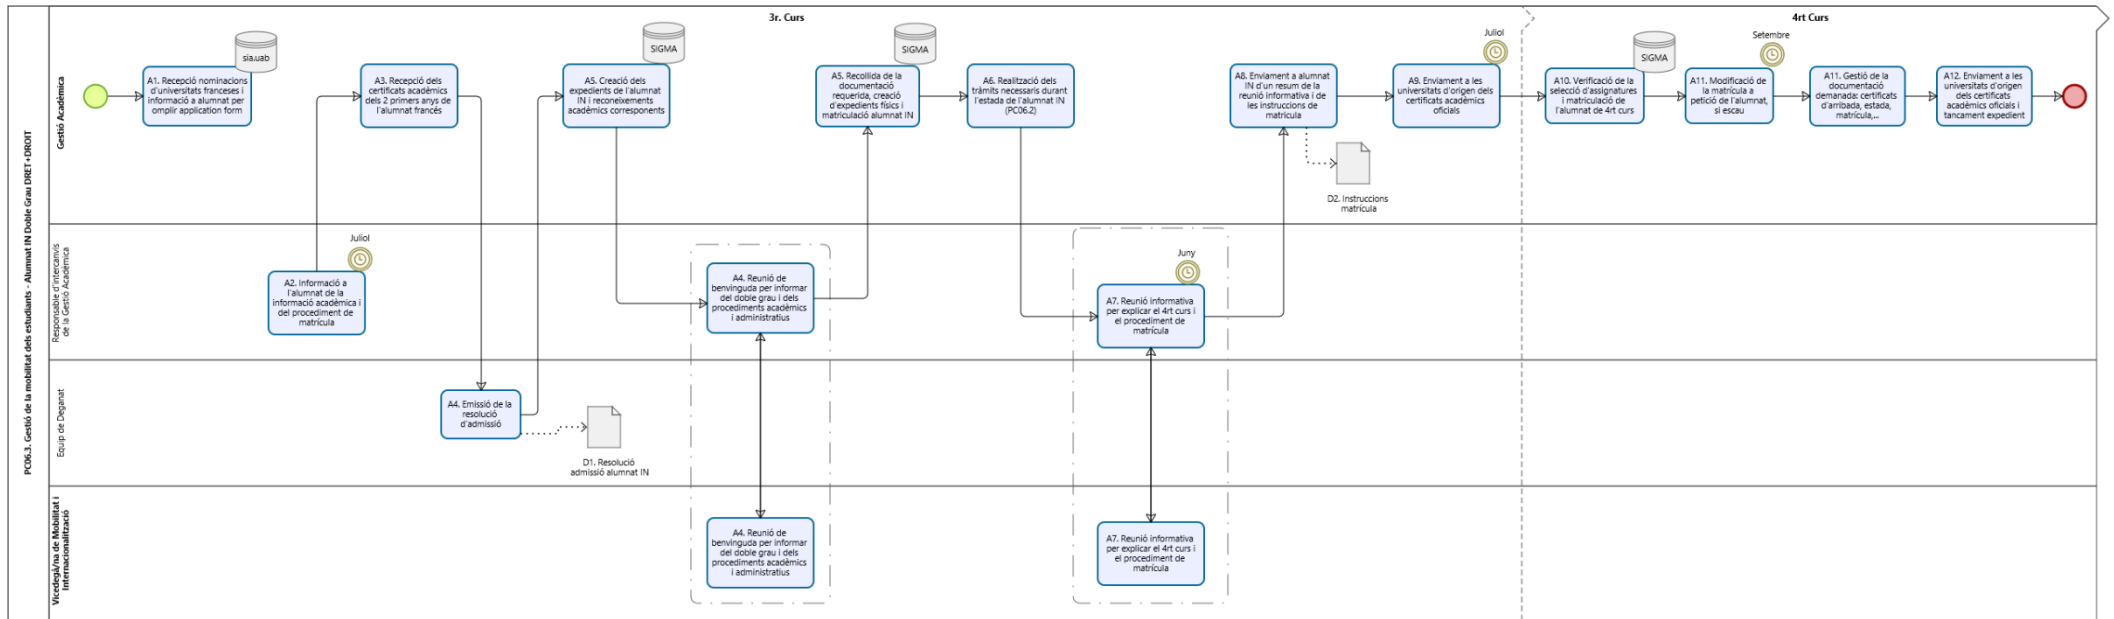 3r. Curs
4rt Curs
PC06.3. Gestió de la mobilitat dels estudiants - Alumnat IN Doble Grau DRET+DROIT
Gestió Acadèmica
A1. Recepció nominacions
d'universitats franceses i
informació a alumnat per
omplir application form
sia.uab
A3. Recepció dels
certificats acadèmics
dels 2 primers anys de
l'alumnat francés
A5. Creació dels
expedients de l'alumnat
IN i reconeixements
acadèmics corresponents
SIGMA
A5. Recollida de la
documentació
requerida, creació
d'expedients físics i
matriculació alumnat IN
SIGMA
A6. Realització dels
tràmits necessaris durant
l'estada de l'alumnat IN
(PC06.2)
A8. Enviament a alumnat
IN d'un resum de la
reunió informativa i de
les instruccions de
matricula
D2. Instruccions
matrícula
Juliol
A9. Enviament a les
universitats d'origen dels
certificats acadèmics
oficials
SIGMA
A10. Verificació de la
selecció d'assignatures
i matriculació de
l'alumnat de 4rt curs
Setembre
A11. Modificació de
la matrícula a
petició de l'alumnat,
si escau
A11. Gestió de la
documentació
demanada: certificats
d'arribada, estada,
matrícula,...
A12. Enviament a les
universitats d'origen
dels certificats
acadèmics oficials i
tancament expedient
Responsable d'intercanvis
de la Gestió Acadèmica
Juliol
A2. Informació a
l'alumnat de la
informació acadèmica i
del procediment de
matrícula
A4. Reunió de
benvinguda per informar
del doble grau i dels
procediments acadèmics
i administratius
Juny
A7. Reunió informativa
per explicar el 4rt curs i
el procediment de
matrícula
Equip de Deganat
A4. Emissió de la
resolució
d'admissió
D1. Resolució
admissió alumnat IN
Vicedegà/na de Mobilitat i
Internacionalització
A4. Reunió de
benvinguda per informar
del doble grau i dels
procediments acadèmics
i administratius
A7. Reunió informativa
per explicar el 4rt curs i
el procediment de
matrícula